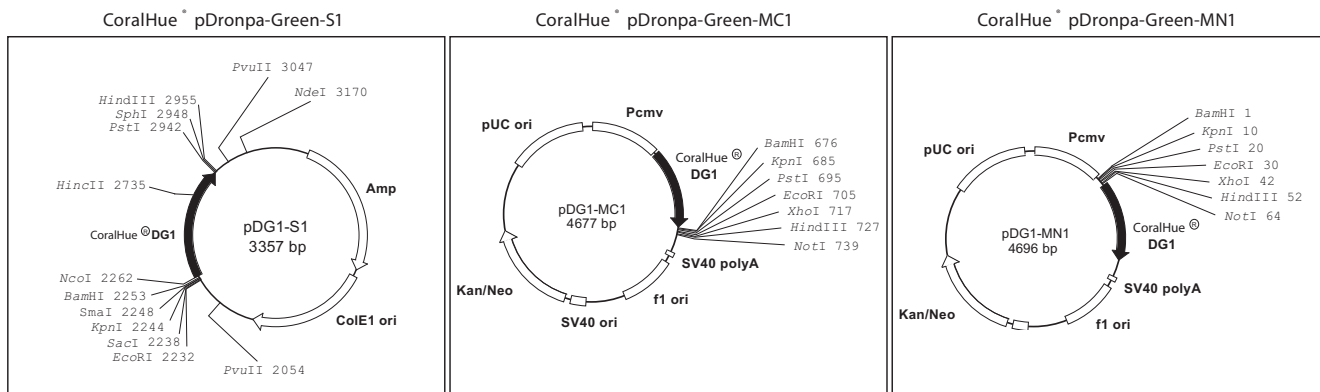 CoralHue ® pDronpa-Green-S1
PvuII 3047
NdeI 3170
HindIII 2955
SphI 2948
PstI 2942
HincII 2735
Amp
pDG1-S1
3357 bp
CoralHue ® DG1
NcoI 2262
BamHI 2253
SmaI 2248
KpnI 2244
SacI 2238
EcoRI 2232
ColE1 ori
PvuII 2054
CoralHue ® pDronpa-Green-MC1
Pcmv
pUC ori
CoralHue ®
DG1
BamHI 676
KpnI 685
PstI 695
EcoRI 705
XhoI 717
HindIII 727
NotI 739
pDG1-MC1
4677 bp
SV40 polyA
Kan/Neo
f1 ori
SV40 ori
CoralHue ® pDronpa-Green-MN1
BamHI 1
KpnI 10
PstI 20
EcoRI 30
XhoI 42
HindIII 52
NotI 64
Pcmv
pUC ori
CoralHue ®
DG1
pDG1-MN1
4696 bp
SV40 polyA
Kan/Neo
f1 ori